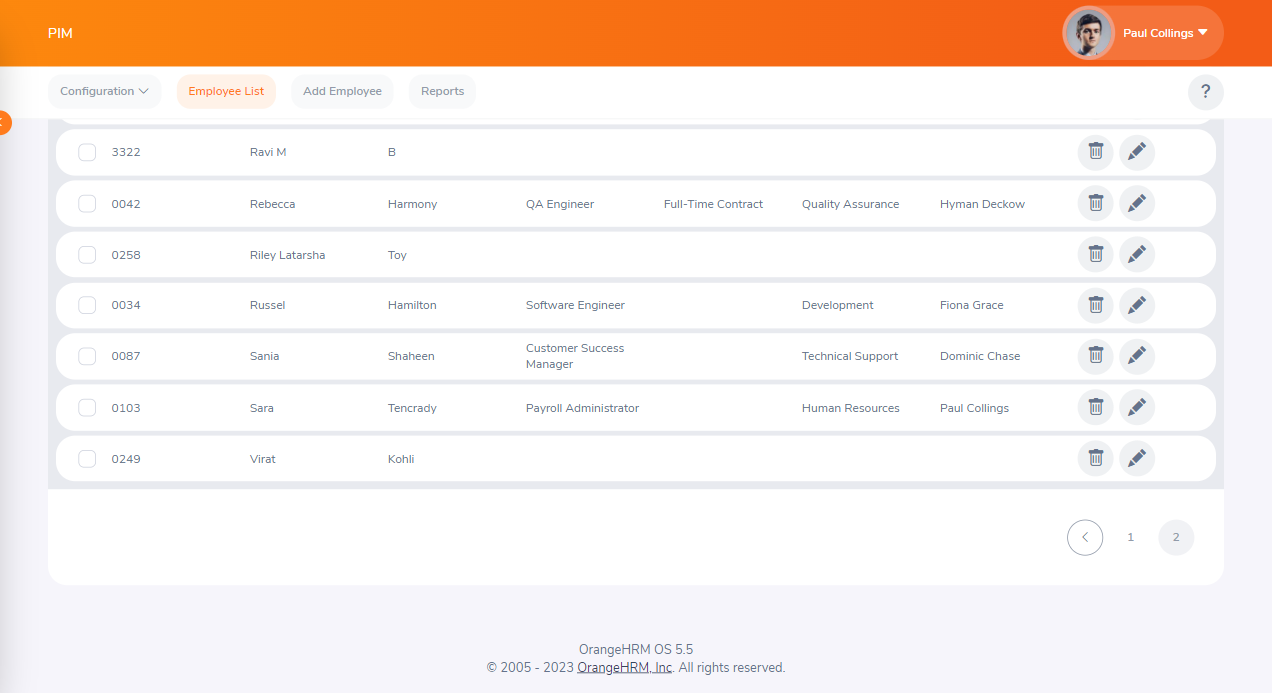 PIM
Paul Collings
Configuration
Employee List
Add Employee
Reports
?
3322 Ravi M B
0042 Rebecca Harmony QA Engineer Full-Time Contract Quality Assurance Hyman Deckow
0258 Riley Latarsha Toy
0034 Russel Hamilton Software Engineer Development Fiona Grace
0087 Sania Shaheen Customer Success Manager Technical Support Dominic Chase
0103 Sara Tencrady Payroll Administrator Human Resources Paul Collings
0249 Virat Kohli
1 2
OrangeHRM OS 5.5
© 2005 - 2023 OrangeHRM, Inc. All rights reserved.